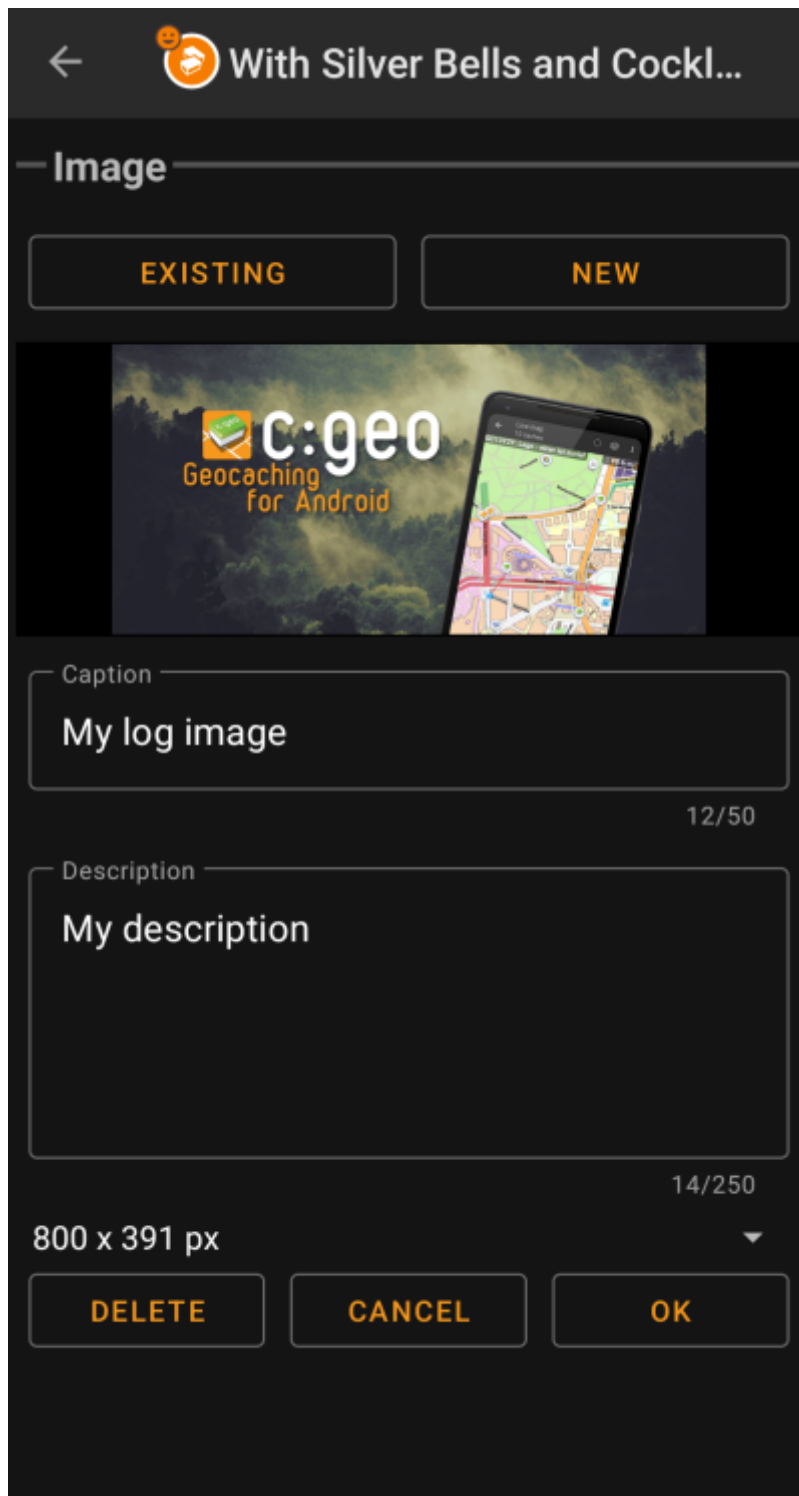 With Silver Bells and Cockl...
Image
EXISTING
NEW
c:geo
Geocaching
for Android
Caption
My log image
12/50
Description
My description
14/250
800 x 391 px
DELETE
CANCEL
OK